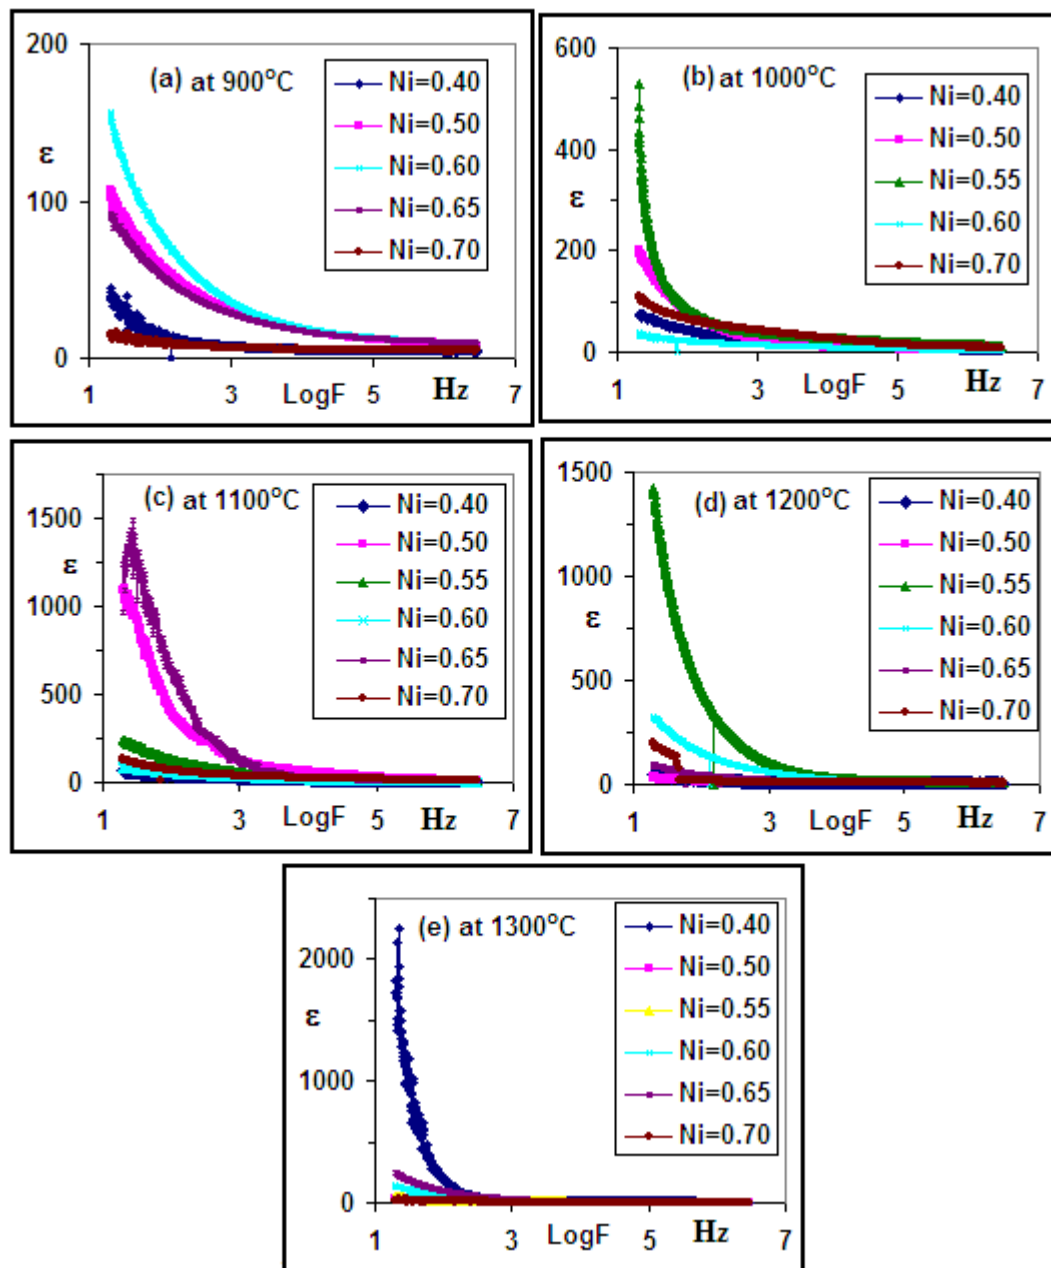 (a) at 900°C
200
100
0
ε
1 3 5 7
LogF Hz
Ni=0.40
Ni=0.50
Ni=0.60
Ni=0.65
Ni=0.70
(b) at 1000°C
600
400
200
0
ε
1 3 5 7
LogF Hz
Ni=0.40
Ni=0.50
Ni=0.55
Ni=0.60
Ni=0.70
(c) at 1100°C
1500
1000
500
0
ε
1 3 5 7
LogF Hz
Ni=0.40
Ni=0.50
Ni=0.55
Ni=0.60
Ni=0.65
Ni=0.70
(d) at 1200°C
1500
1000
500
0
ε
1 3 5 7
LogF Hz
Ni=0.40
Ni=0.50
Ni=0.55
Ni=0.60
Ni=0.65
Ni=0.70
(e) at 1300°C
2000
1000
0
ε
1 3 5 7
LogF Hz
Ni=0.40
Ni=0.50
Ni=0.55
Ni=0.60
Ni=0.65
Ni=0.70